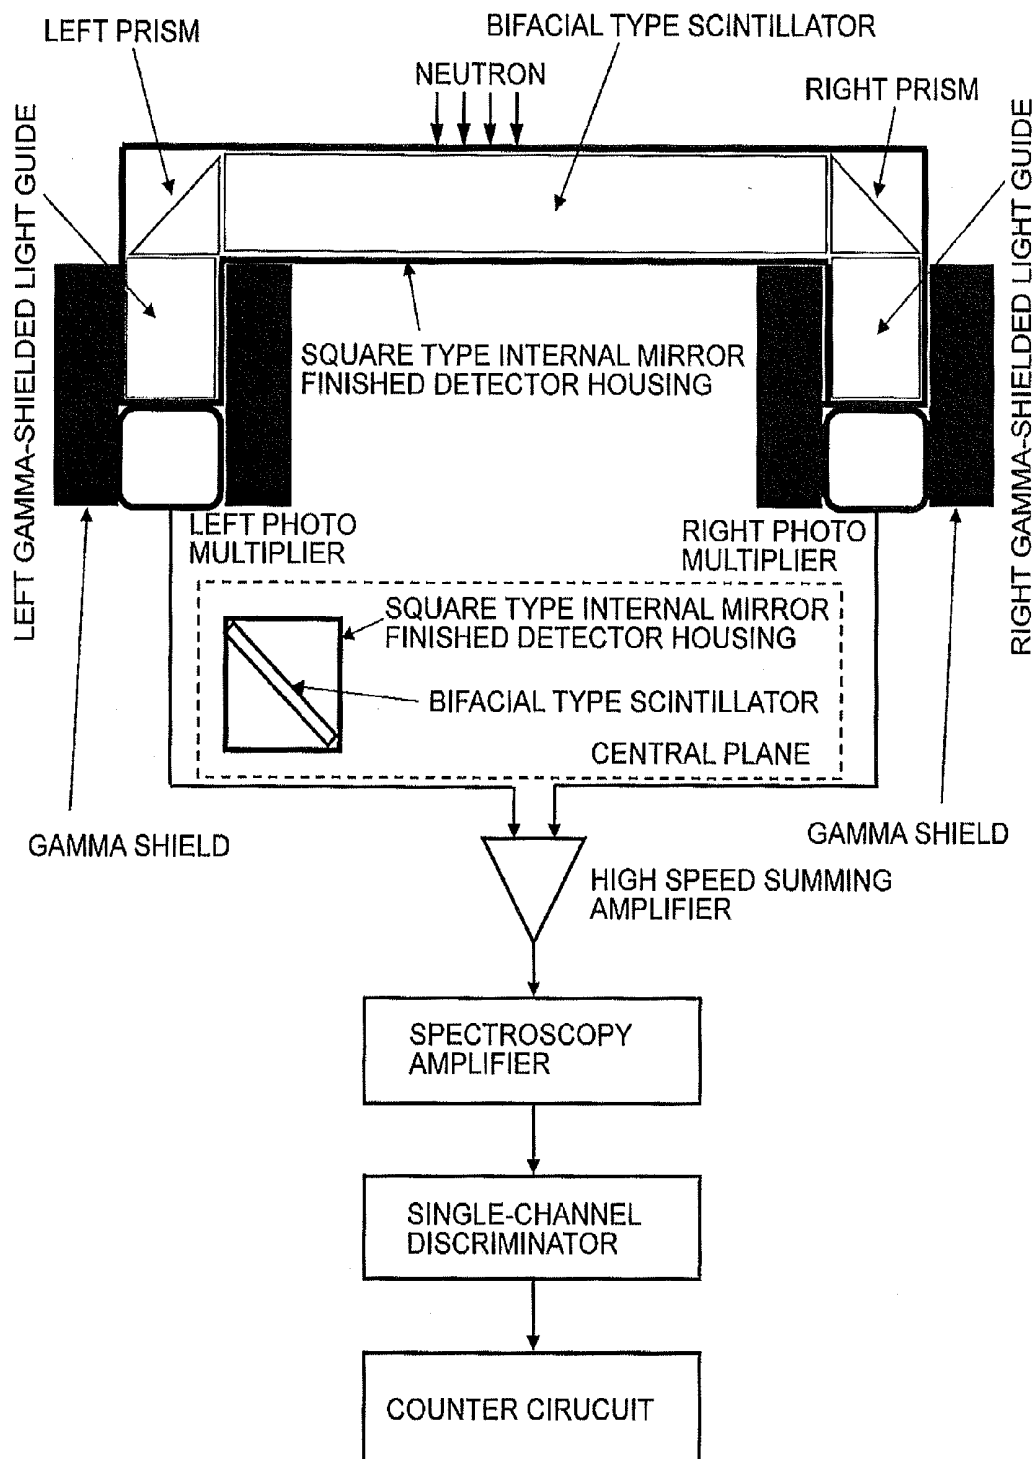 LEFT PRISM
BIFACIAL TYPE SCINTILLATOR
NEUTRON
RIGHT PRISM
LEFT GAMMA-SHIELDED LIGHT GUIDE
RIGHT GAMMA-SHIELDED LIGHT GUIDE
SQUARE TYPE INTERNAL MIRROR
FINISHED DETECTOR HOUSING
LEFT PHOTO
MULTIPLIER
RIGHT PHOTO
MULTIPLIER
SQUARE TYPE INTERNAL MIRROR
FINISHED DETECTOR HOUSING
BIFACIAL TYPE SCINTILLATOR
CENTRAL PLANE
GAMMA SHIELD
GAMMA SHIELD
HIGH SPEED SUMMING
AMPLIFIER
SPECTROSCOPY
AMPLIFIER
SINGLE-CHANNEL
DISCRIMINATOR
COUNTER CIRUCUIT